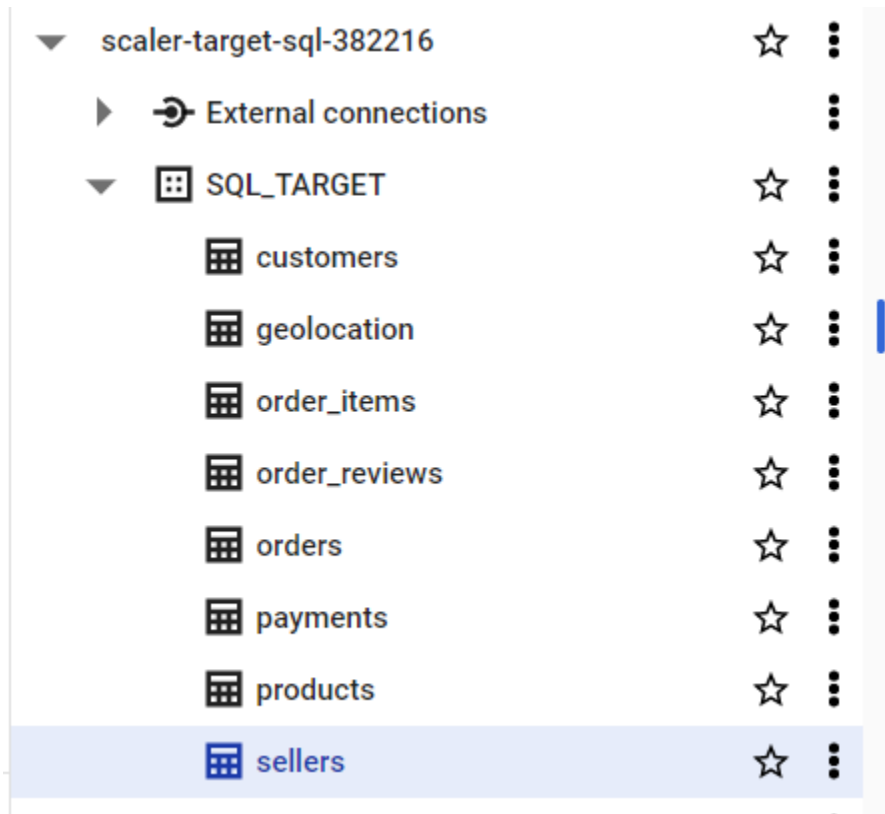 scaler-target-sql-382216
External connections
SQL_TARGET
customers
geolocation
order_items
order_reviews
orders
payments
products
sellers